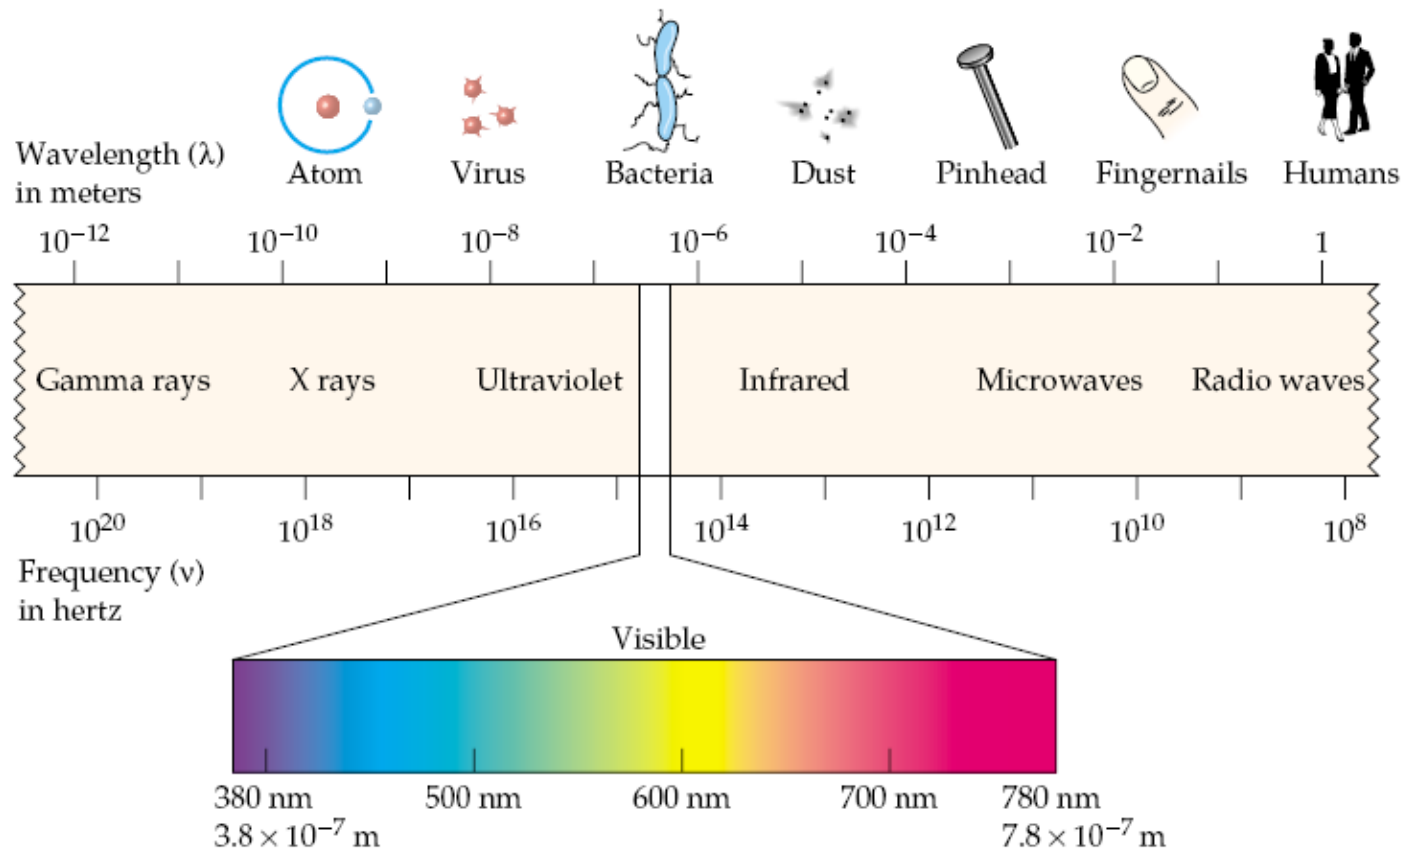 Atom Virus Bacteria Dust Pinhead Fingernails Humans
Wavelength (λ)
in meters
10⁻¹² 10⁻¹⁰ 10⁻⁸ 10⁻⁶ 10⁻⁴ 10⁻² 1
Gamma rays X rays Ultraviolet Infrared Microwaves Radio waves
10²⁰ 10¹⁸ 10¹⁶ 10¹⁴ 10¹² 10¹⁰ 10⁸
Frequency (ν)
in hertz
Visible
380 nm 500 nm 600 nm 700 nm 780 nm
3.8 × 10⁻⁷ m 7.8 × 10⁻⁷ m